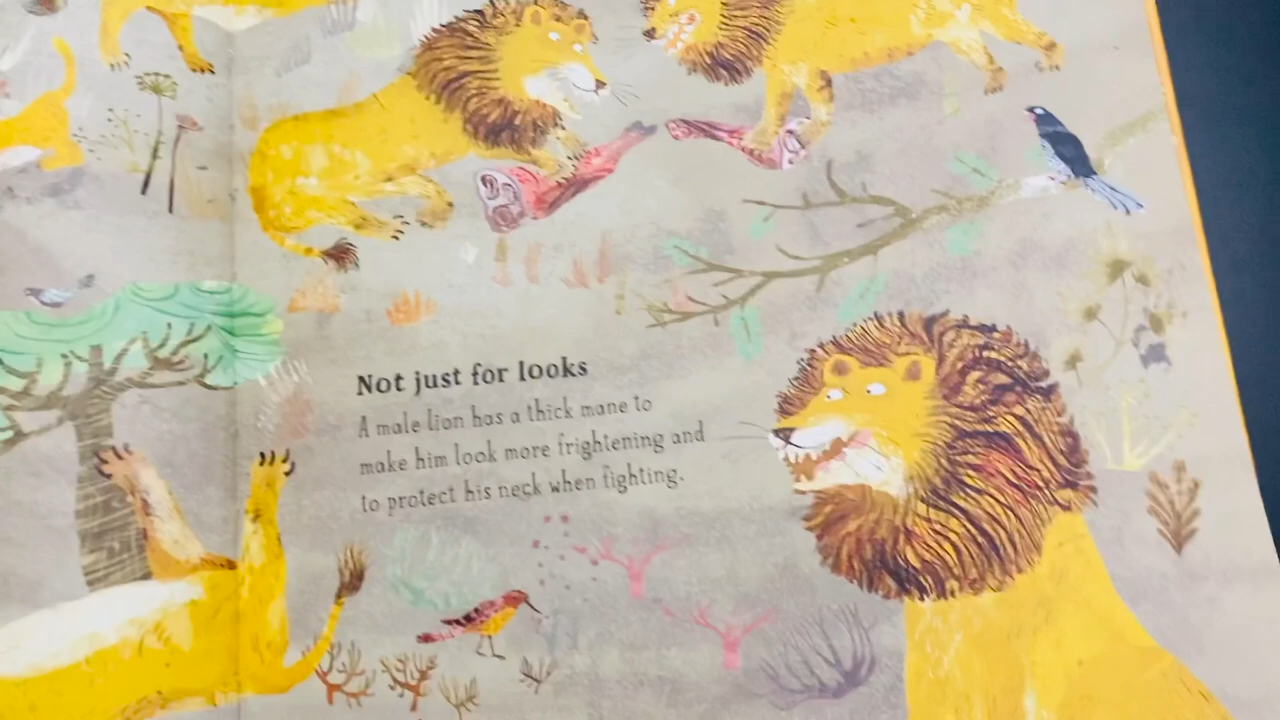 Not just for looks
A male lion has a thick mane to
make him look more frightening and
to protect his neck when fighting.